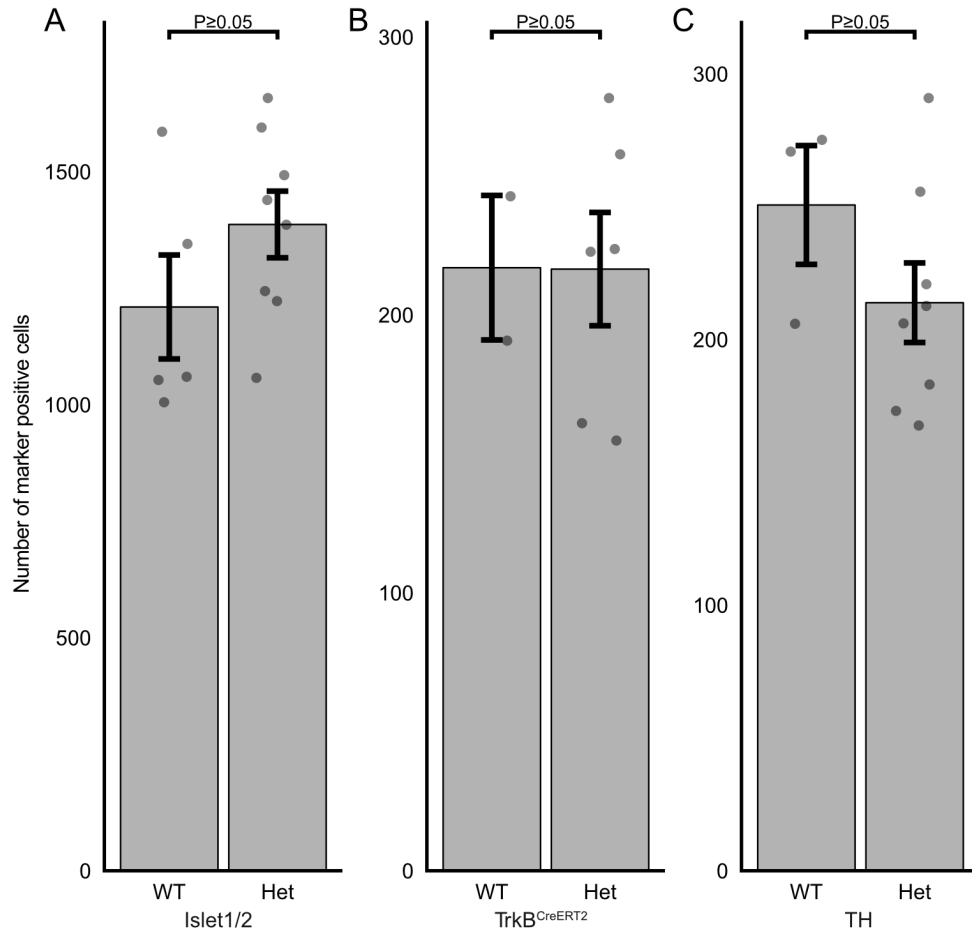 A
P≥0.05
B
P≥0.05
C
P≥0.05
Number of marker positive cells
1500
1000
500
0
WT Het
Islet1/2
300
200
100
0
WT Het
TrkBCreERT2
300
200
100
0
WT Het
TH